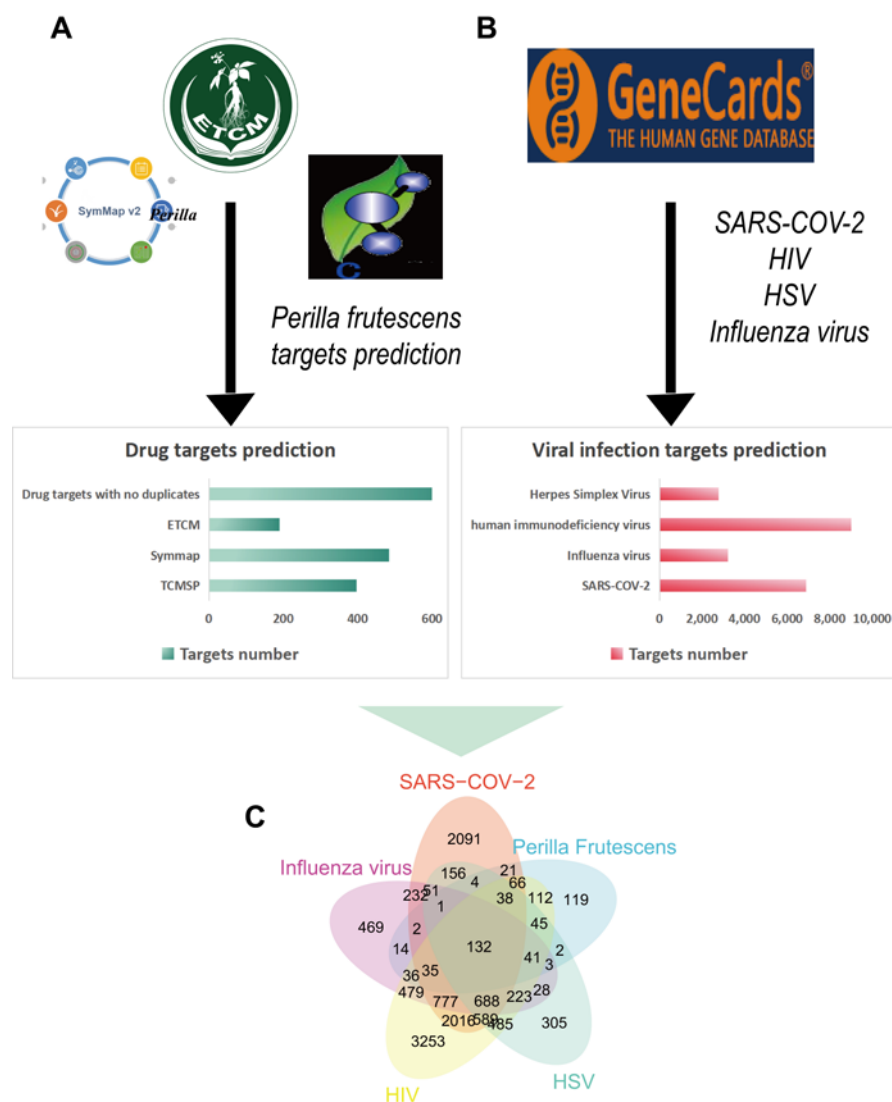 A
ETCM
SymMap v2
Perilla
C
Perilla frutescens
targets prediction
B
GeneCards®
THE HUMAN GENE DATABASE
SARS-COV-2
HIV
HSV
Influenza virus
Drug targets prediction
Drug targets with no duplicates
ETCM
Symmap
TCMSP
0 200 400 600
Targets number
Viral infection targets prediction
Herpes Simplex Virus
human immunodeficiency virus
Influenza virus
SARS-COV-2
0 2,000 4,000 6,000 8,000 10,000
Targets number
C
SARS-COV-2
Perilla Frutescens
Influenza virus
2091
156
4
21
66
38
112
119
232
51
1
45
469
2
14
132
41
2
3
36
35
479
777
688
223
28
2016
589
485
305
3253
HIV
HSV